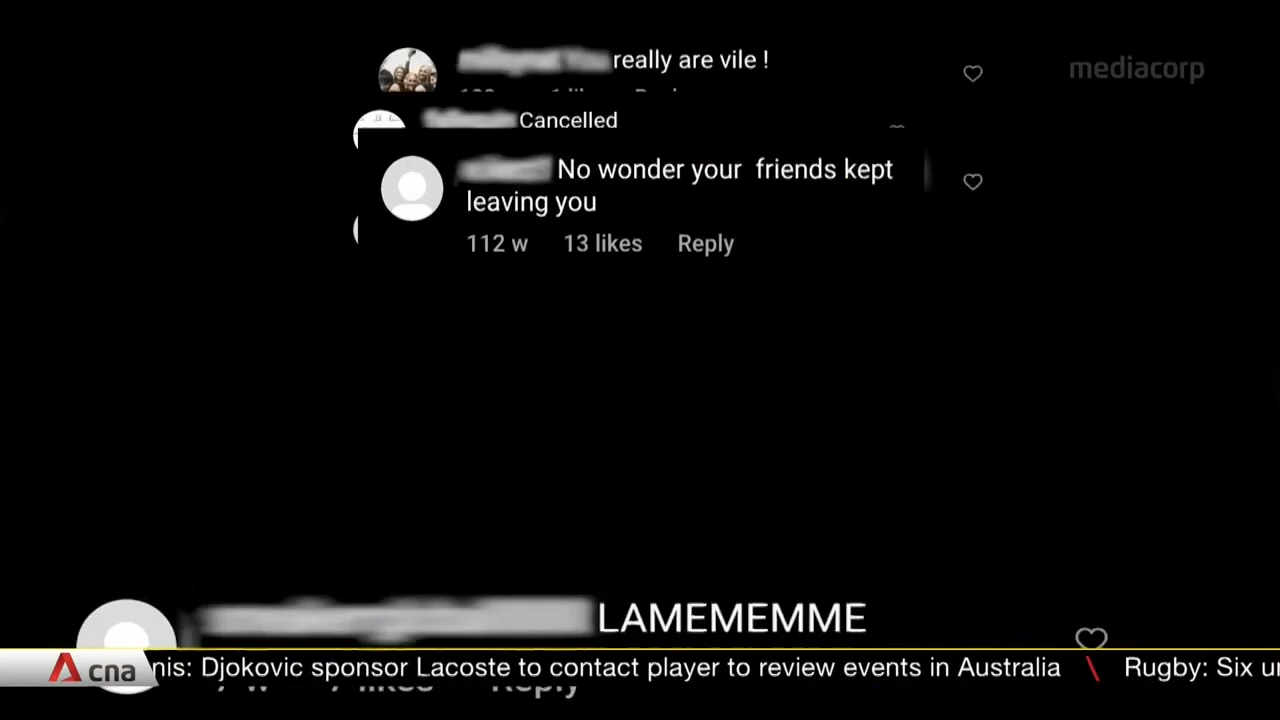 really are vile !
mediacorp
Cancelled
No wonder your friends kept
leaving you
112 w 13 likes Reply
LAMEMEMME
cna
nis: Djokovic sponsor Lacoste to contact player to review events in Australia \ Rugby: Six
Reply